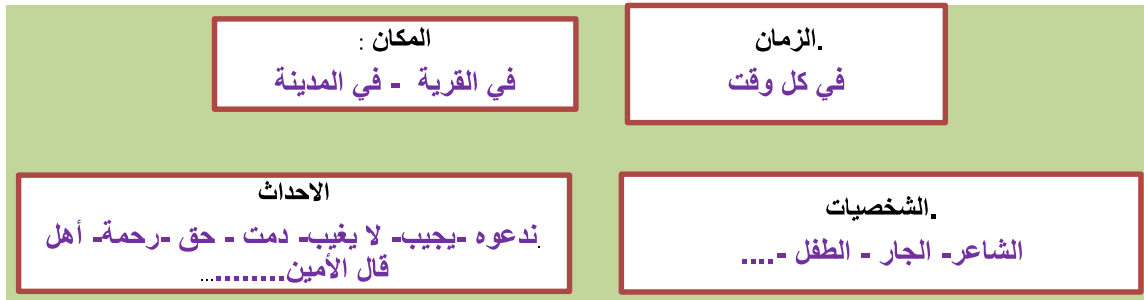 .الزمان
في كل وقت
المكان :
في القرية - في المدينة
.الشخصيات
الشاعر- الجار - الطفل -....
الاحداث
.ندعوه -يجيب- لا يغيب- دمت - حق -رحمة- أهل
قال الأمين...........